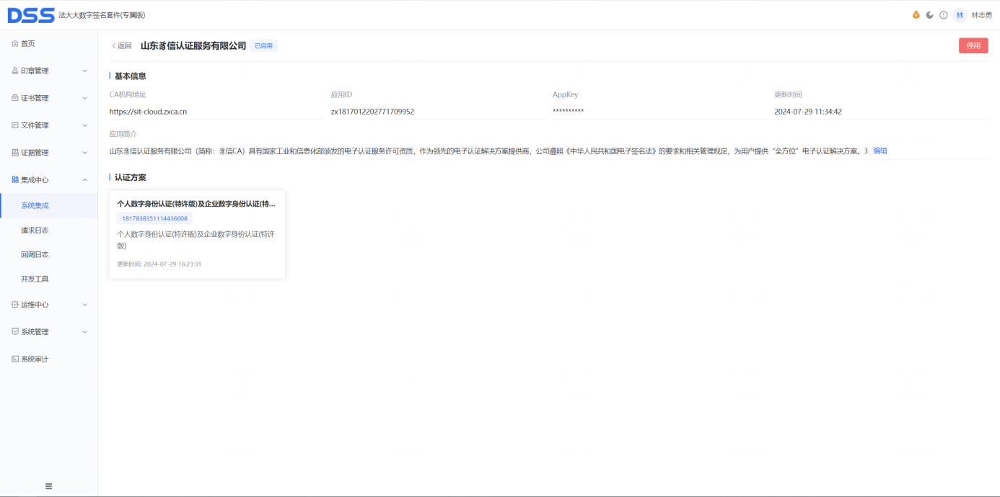 DSS 法大大数字签名套件(专属版)
林 林志勇
首页
印章管理
证书管理
文件管理
证据管理
集成中心
系统集成
请求日志
回调日志
开发工具
运维中心
系统管理
系统审计
返回 山东豸信认证服务有限公司 已启用 停用
基本信息
CA机构地址 应用ID AppKey 更新时间
https://sit-cloud.zxca.cn zx1817012202771709952 ********** 2024-07-29 11:34:42
应用简介
山东豸信认证服务有限公司（简称：豸信CA）具有国家工业和信息化部颁发的电子认证服务许可资质，作为领先的电子认证解决方案提供商，公司遵照《中华人民共和国电子签名法》的要求和相关管理规定，为用户提供“全方位”电子认证解决方案。3 编辑
认证方案
个人数字身份认证(特许版)及企业数字身份认证(特...
1817838351114436608
个人数字身份认证(特许版)及企业数字身份认证(特许
版)
更新时间: 2024-07-29 16:23:31